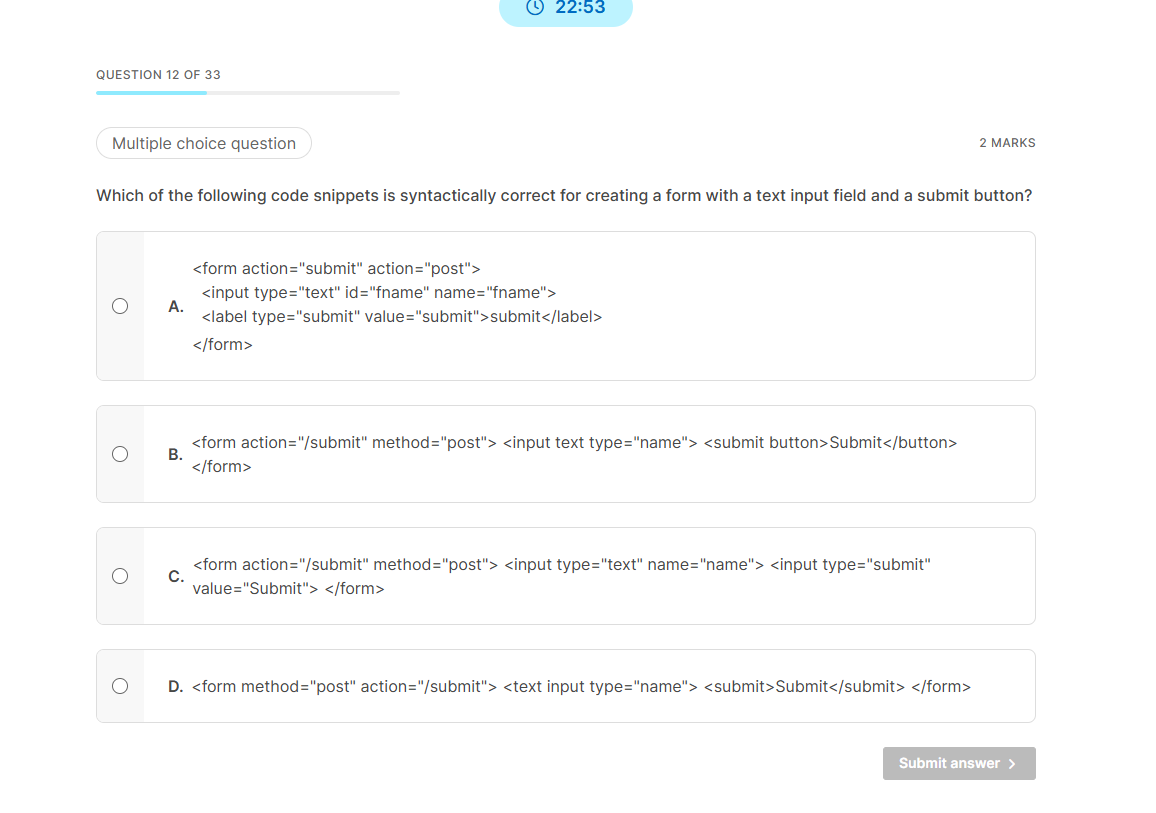 22:53
QUESTION 12 OF 33
Multiple choice question
2 MARKS
Which of the following code snippets is syntactically correct for creating a form with a text input field and a submit button?
A.
<form action="submit" action="post">
<input type="text" id="fname" name="fname">
<label type="submit" value="submit">submit</label>
</form>
B.
<form action="/submit" method="post"> <input text type="name"> <submit button>Submit</button>
</form>
C.
<form action="/submit" method="post"> <input type="text" name="name"> <input type="submit"
value="Submit"> </form>
D. <form method="post" action="/submit"> <text input type="name"> <submit>Submit</submit> </form>
Submit answer